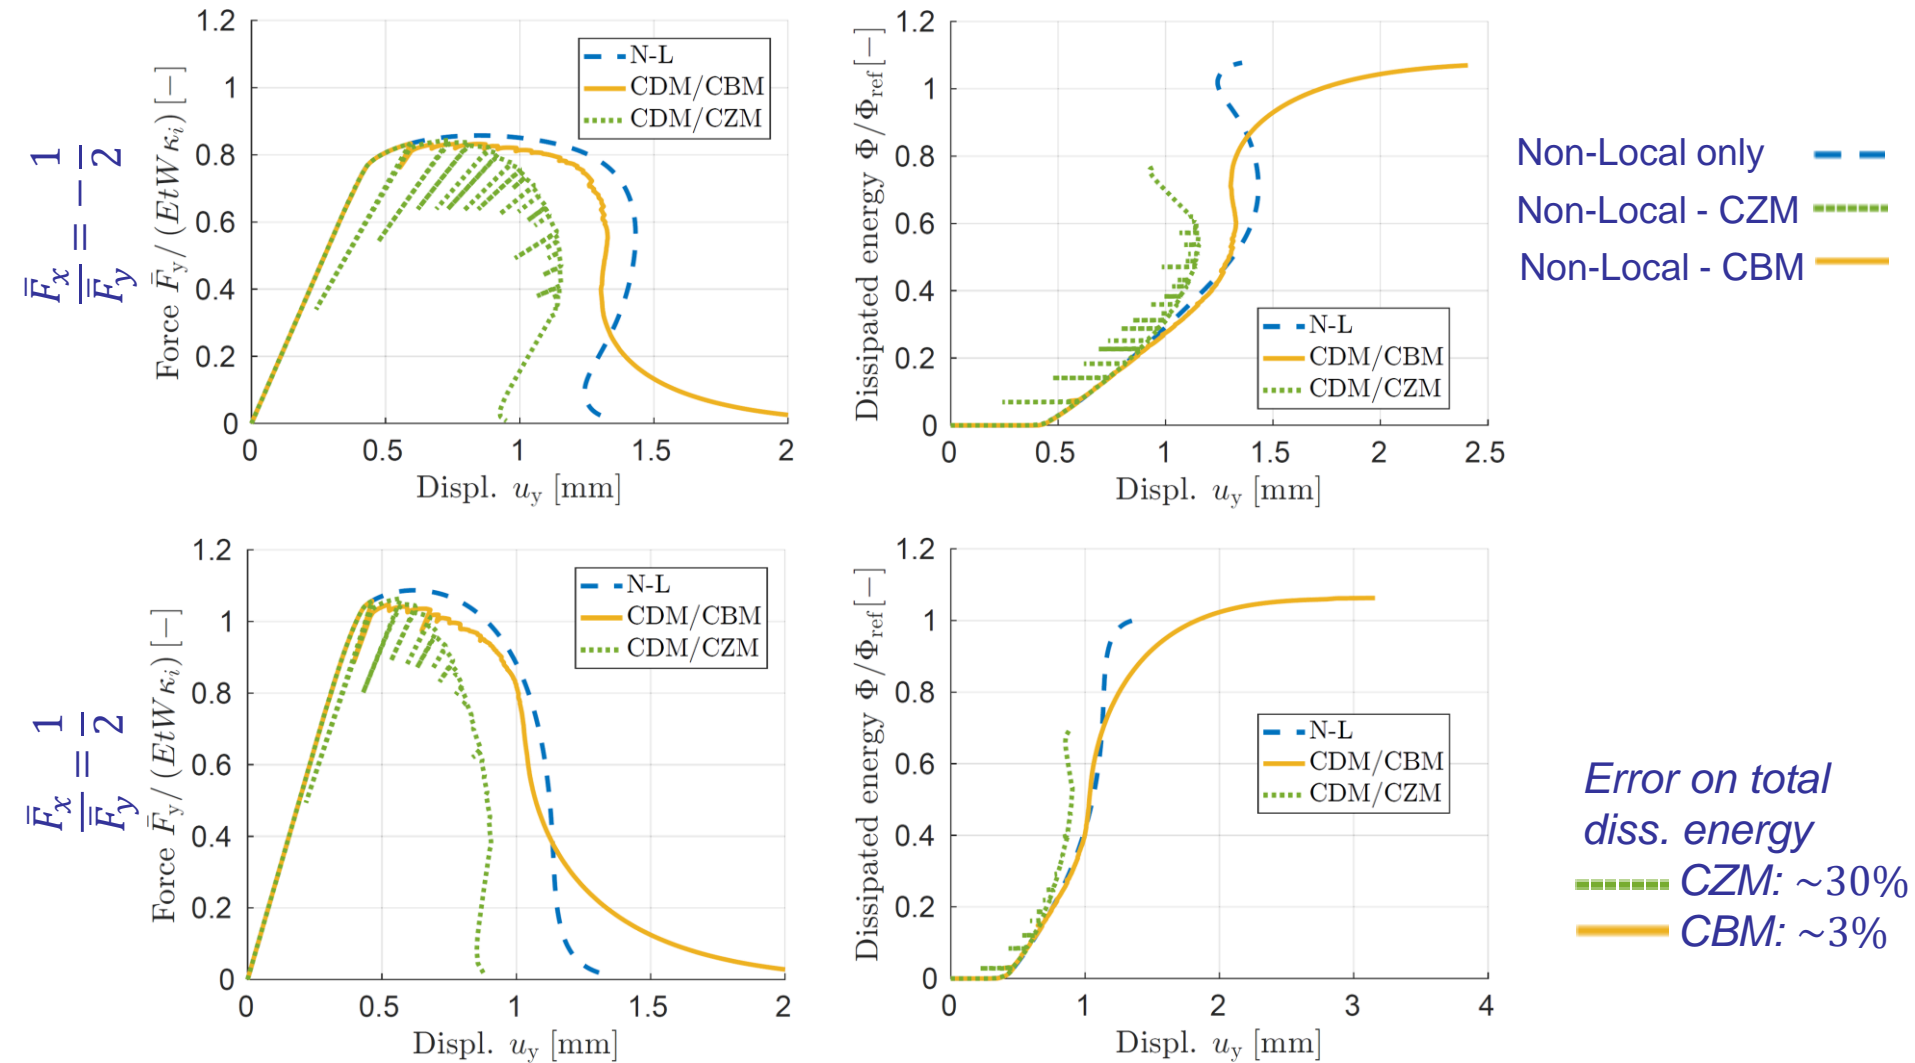 F̄x/F̄y = −1/2
Force F̄y/(EtWκi) [−]
1.2
1
0.8
0.6
0.4
0.2
0
0
0.5
1
1.5
2
Displ. uy [mm]
N-L
CDM/CBM
CDM/CZM
Dissipated energy Φ/Φref[−]
1.2
1
0.8
0.6
0.4
0.2
0
0
0.5
1
1.5
2
2.5
Displ. uy [mm]
N-L
CDM/CBM
CDM/CZM
Non-Local only
Non-Local - CZM
Non-Local - CBM
F̄x/F̄y = 1/2
Force F̄y/(EtWκi) [−]
1.2
1
0.8
0.6
0.4
0.2
0
0
0.5
1
1.5
2
Displ. uy [mm]
N-L
CDM/CBM
CDM/CZM
Dissipated energy Φ/Φref[−]
1.2
1
0.8
0.6
0.4
0.2
0
0
1
2
3
4
Displ. uy [mm]
N-L
CDM/CBM
CDM/CZM
Error on total
diss. energy
CZM: ~30%
CBM: ~3%